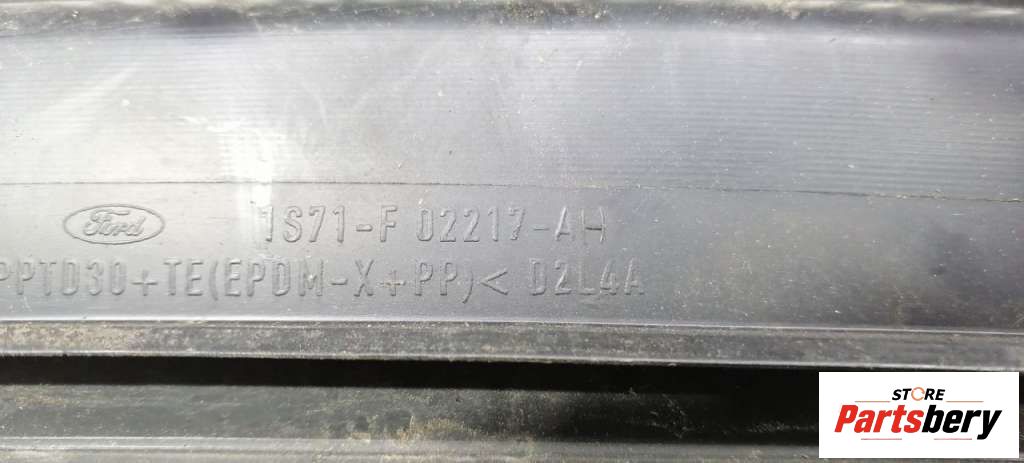 Ford 1S71-F 02217-AH
PPTD30+TE(EPDM-X+PP)< D2L4A
STORE
Partsbery